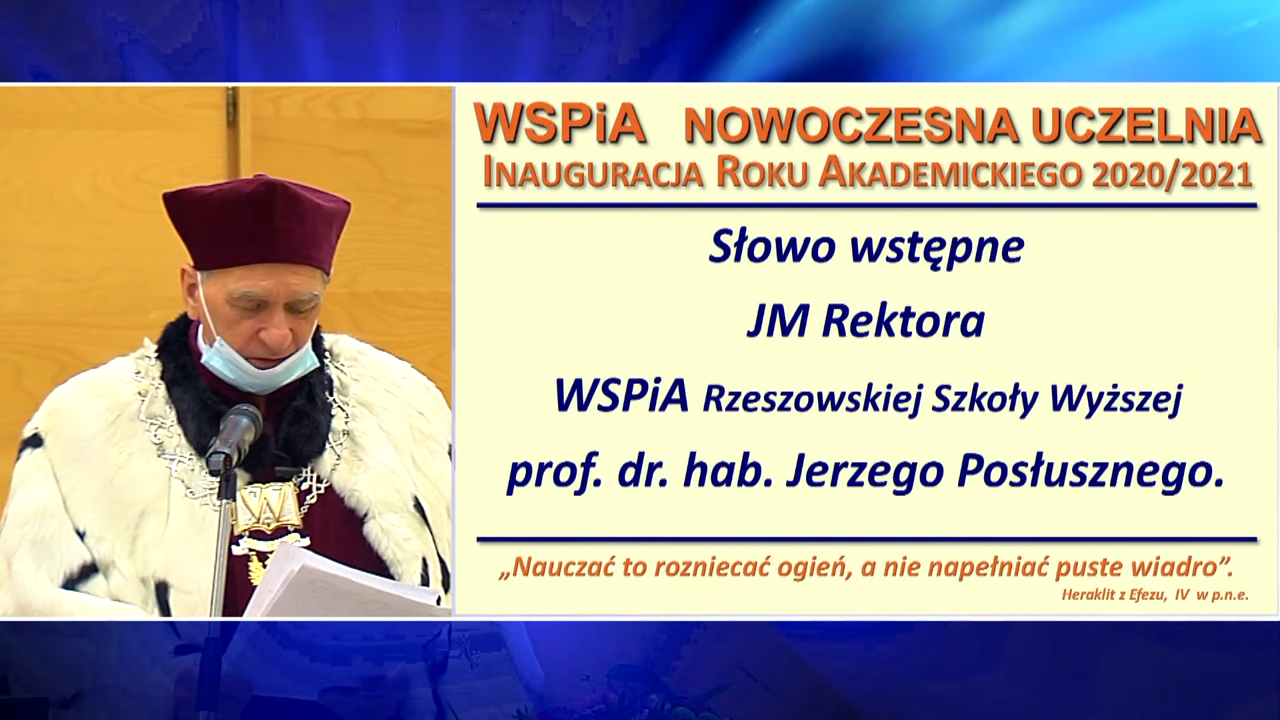 WSPiA NOWOCZESNA UCZELNIA
INAUGURACJA ROKU AKADEMICKIEGO 2020/2021
Słowo wstępne
JM Rektora
WSPiA Rzeszowskiej Szkoły Wyższej
prof. dr. hab. Jerzego Posłusznego.
„Nauczać to rozniecać ogień, a nie napełniać puste wiadro”.
Heraklit z Efezu, IV w p.n.e.
W